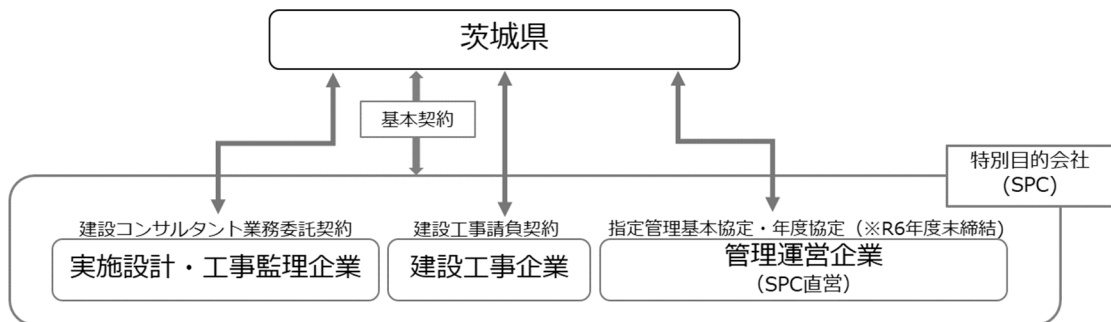 茨城県
基本契約
特別目的会社
(SPC)
建設コンサルタント業務委託契約
実施設計・工事監理企業
建設工事請負契約
建設工事企業
指定管理基本協定・年度協定（※R6年度末締結）
管理運営企業
（SPC直営）